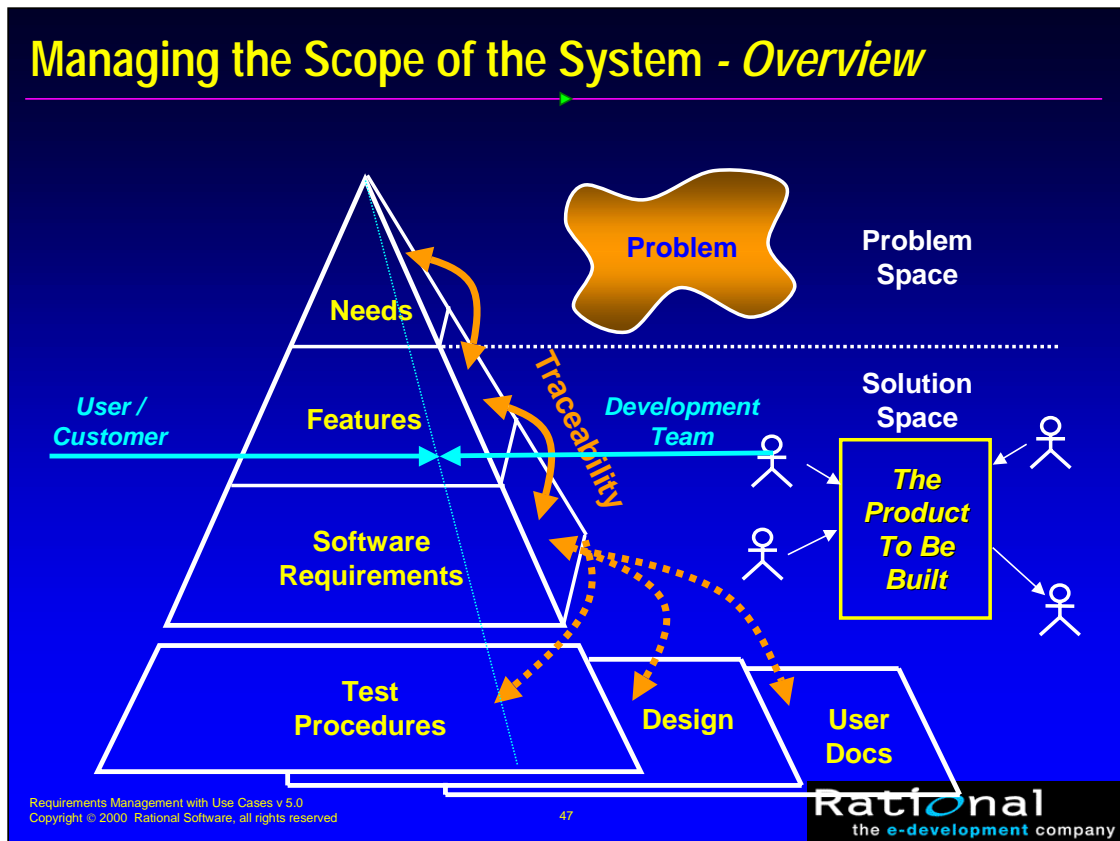 Managing the Scope of the System - Overview
Problem
Problem
Space
Needs
Traceability
Solution
Space
User /
Customer
Features
Development
Team
The
Product
To Be
Built
Software
Requirements
Test
Procedures
Design
User
Docs
Requirements Management with Use Cases v 5.0
Copyright © 2000 Rational Software, all rights reserved
47
Rational
the e-development company